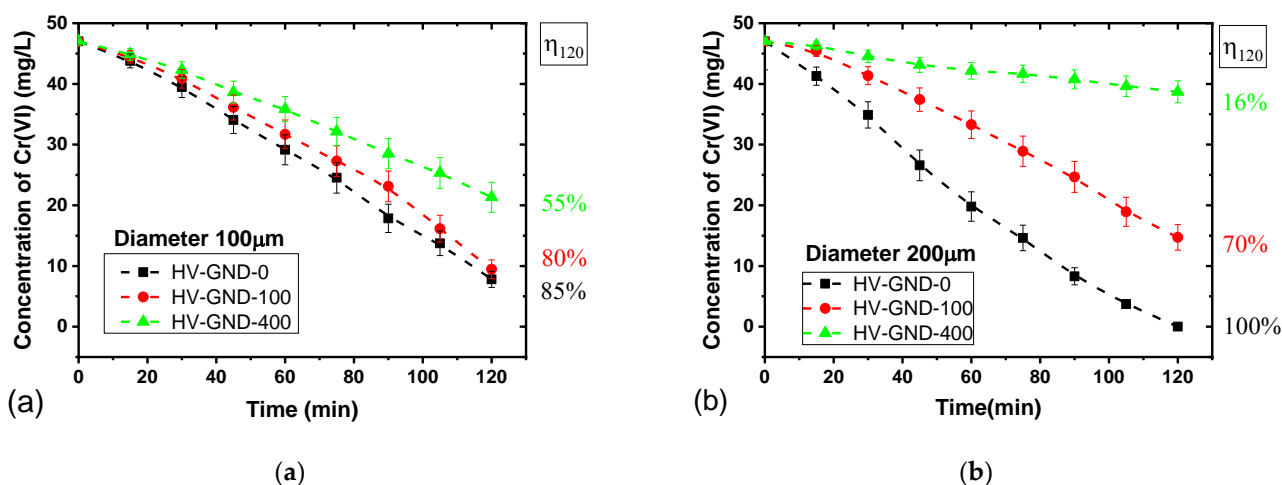 50
40
30
20
10
0
Concentration of Cr(VI) (mg/L)
Diameter 100μm
HV-GND-0
HV-GND-100
HV-GND-400
0 20 40 60 80 100 120
Time (min)
η120
55%
80%
85%
(a)
50
40
30
20
10
0
Concentration of Cr(VI) (mg/L)
Diameter 200μm
HV-GND-0
HV-GND-100
HV-GND-400
0 20 40 60 80 100 120
Time(min)
η120
16%
70%
100%
(b)
(a)
(b)